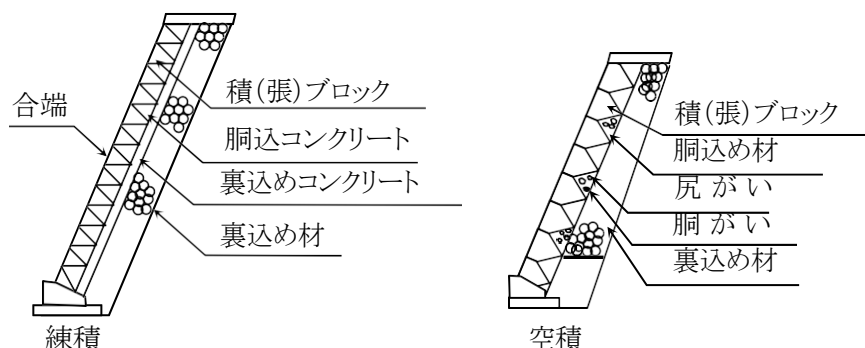 合端
積(張)ブロック
胴込コンクリート
裏込めコンクリート
裏込め材
練積
積(張)ブロック
胴込め材
尻がい
胴がい
裏込め材
空積